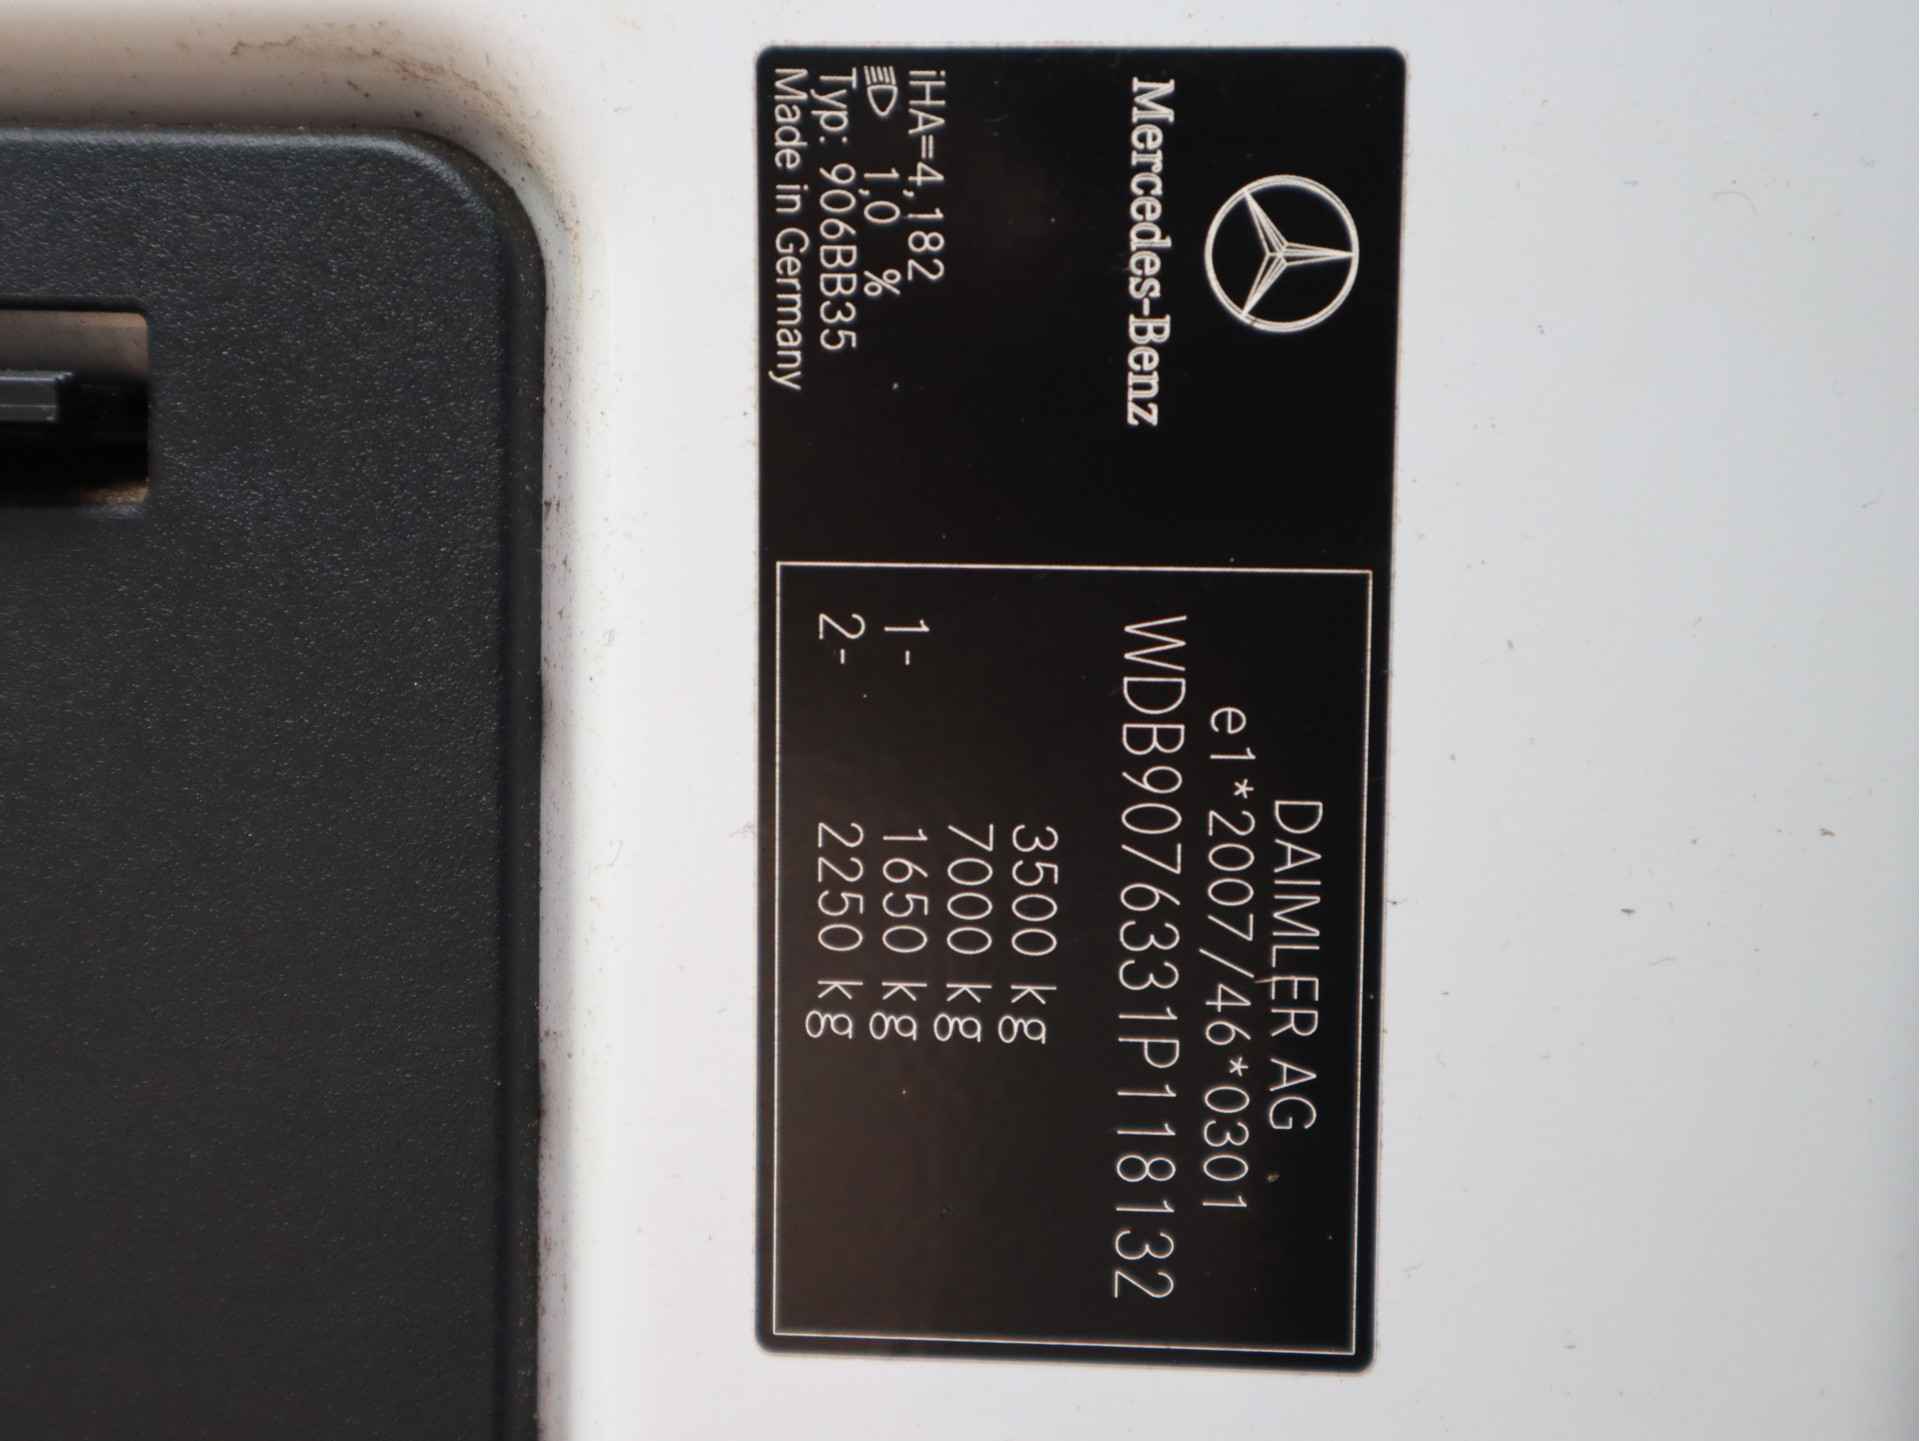 Mercedes-Benz
iHA=4,182
1,0 %
Typ: 906BB35
Made in Germany
DAIMLER AG
e1*2007/46*0301
WDB9076331P118132
3500 kg
7000 kg
1- 1650 kg
2- 2250 kg